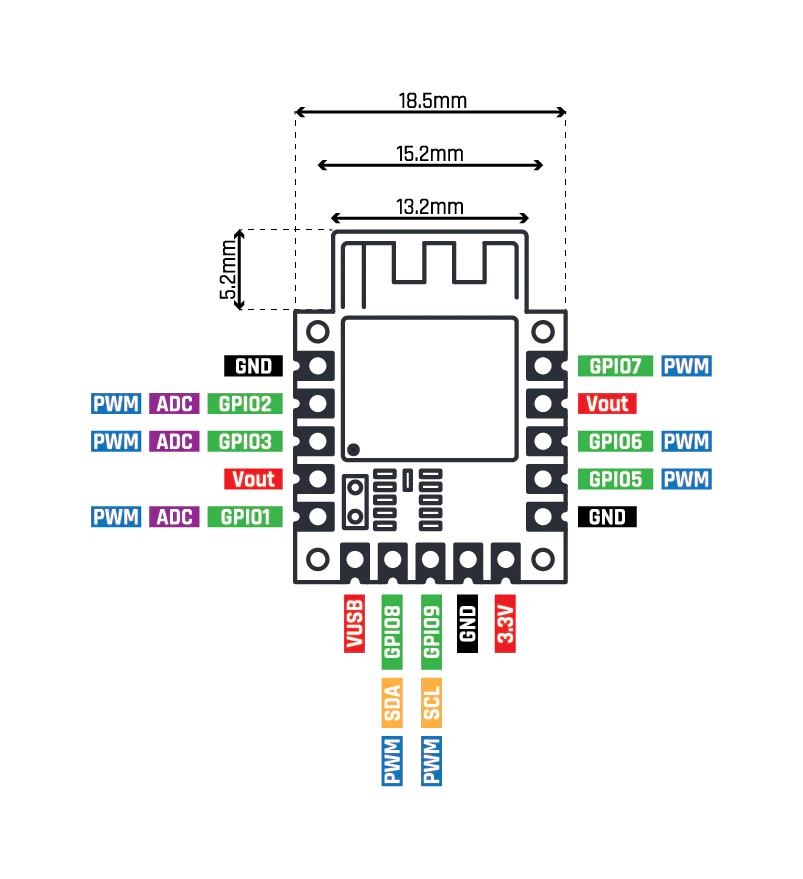 18.5mm
15.2mm
13.2mm
5.2mm
GND
GPIO7 PWM
PWM ADC GPIO2
Vout
PWM ADC GPIO3
GPIO6 PWM
Vout
GPIO5 PWM
PWM ADC GPIO1
GND
VUSB
GPIO8 SDA PWM
GPIO9 SCL PWM
GND
3.3V